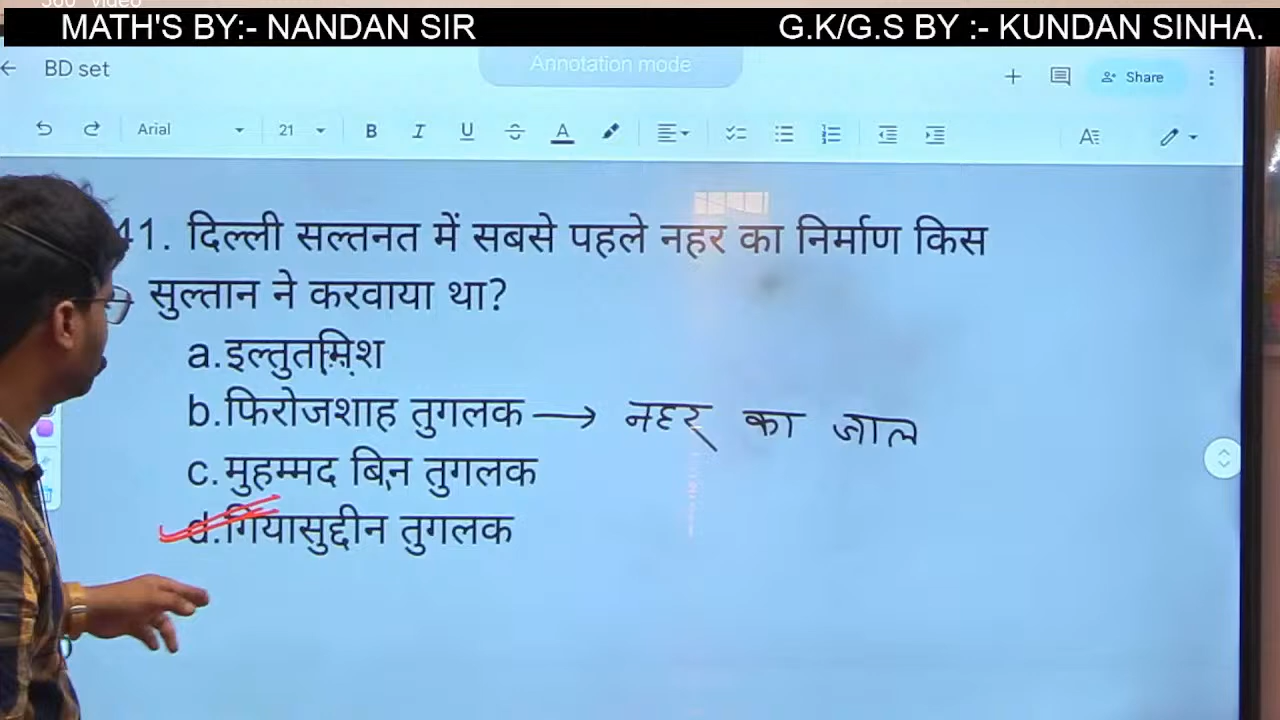 MATH'S BY:- NANDAN SIR
G.K/G.S BY :- KUNDAN SINHA.
BD set
Annotation mode
Share
Arial
21
41. दिल्ली सल्तनत में सबसे पहले नहर का निर्माण किस
सुल्तान ने करवाया था?
a.इल्तुतमिश
b.फिरोजशाह तुगलक → नहर का जाल
c.मुहम्मद बिन तुगलक
d.गियासुद्दीन तुगलक